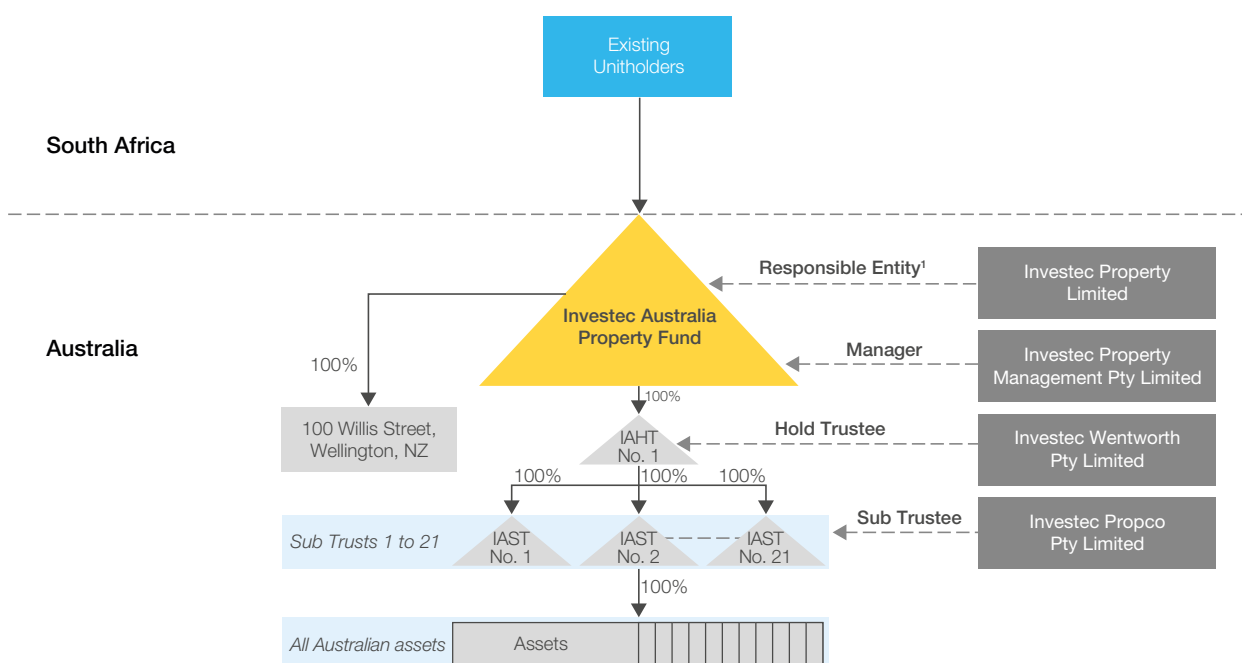 Existing
Unitholders
South Africa
Responsible Entity¹
Investec Property
Limited
Investec Australia
Property Fund
Australia
Manager
Investec Property
Management Pty Limited
100%
100%
100 Willis Street,
Wellington, NZ
IAHT
No. 1
Hold Trustee
Investec Wentworth
Pty Limited
100%
100%
100%
Sub Trusts 1 to 21
IAST
No. 1
IAST
No. 2
IAST
No. 21
Sub Trustee
Investec Propco
Pty Limited
100%
All Australian assets
Assets